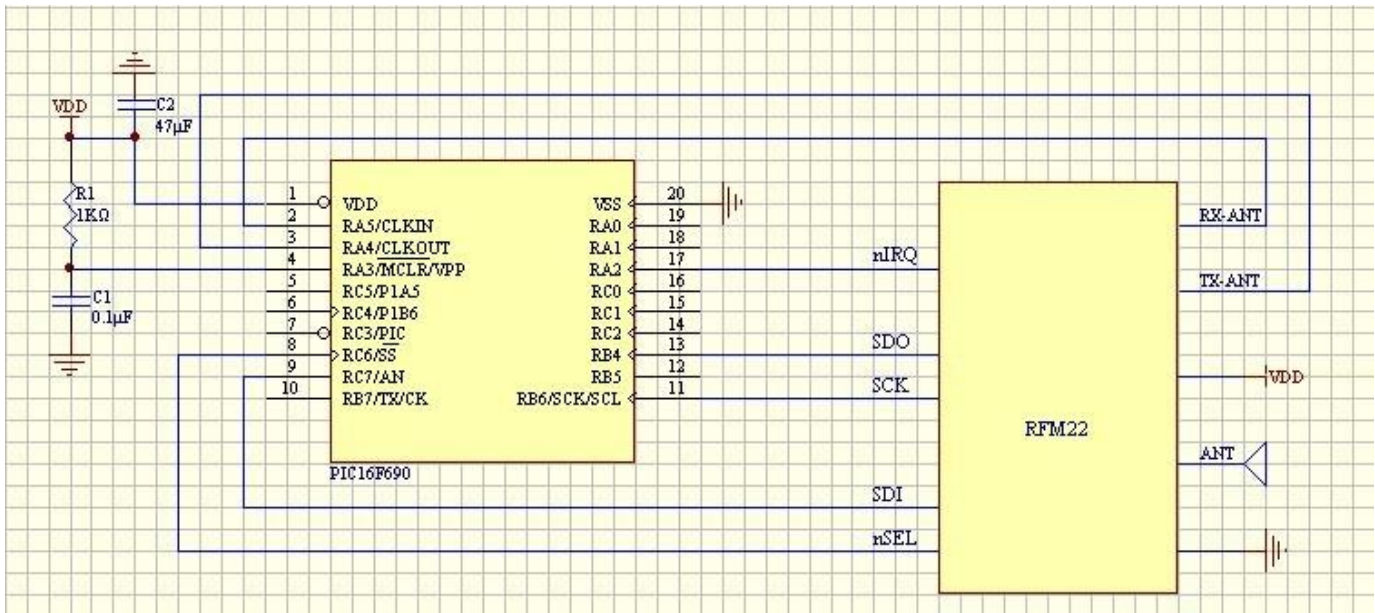 C2
47µF
VDD
R1
1KΩ
C1
0.1µF
1
2
3
4
5
6
7
8
9
10
VDD
RA5/CLKIN
RA4/CLKOUT
RA3/MCLR/VPP
RC5/P1A5
RC4/P1B6
RC3/PIC
RC6/SS
RC7/AN
RB7/TX/CK
VSS
RA0
RA1
RA2
RC0
RC1
RC2
RB4
RB5
RB6/SCK/SCL
20
19
18
17
16
15
14
13
12
11
PIC16F690
nIRQ
SDO
SCK
SDI
nSEL
RFM22
RX-ANT
TX-ANT
VDD
ANT